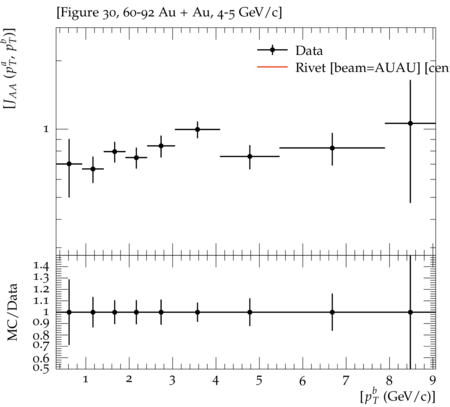 [Figure 30, 60-92 Au + Au, 4-5 GeV/c]
[J_AA (p_T^a, p_T^b)]
Data
Rivet [beam=AUAU] [cen
1
MC/Data
1.4
1.3
1.2
1.1
1
0.9
0.8
0.7
0.6
0.5
1 2 3 4 5 6 7 8 9
[p_T^b (GeV/c)]